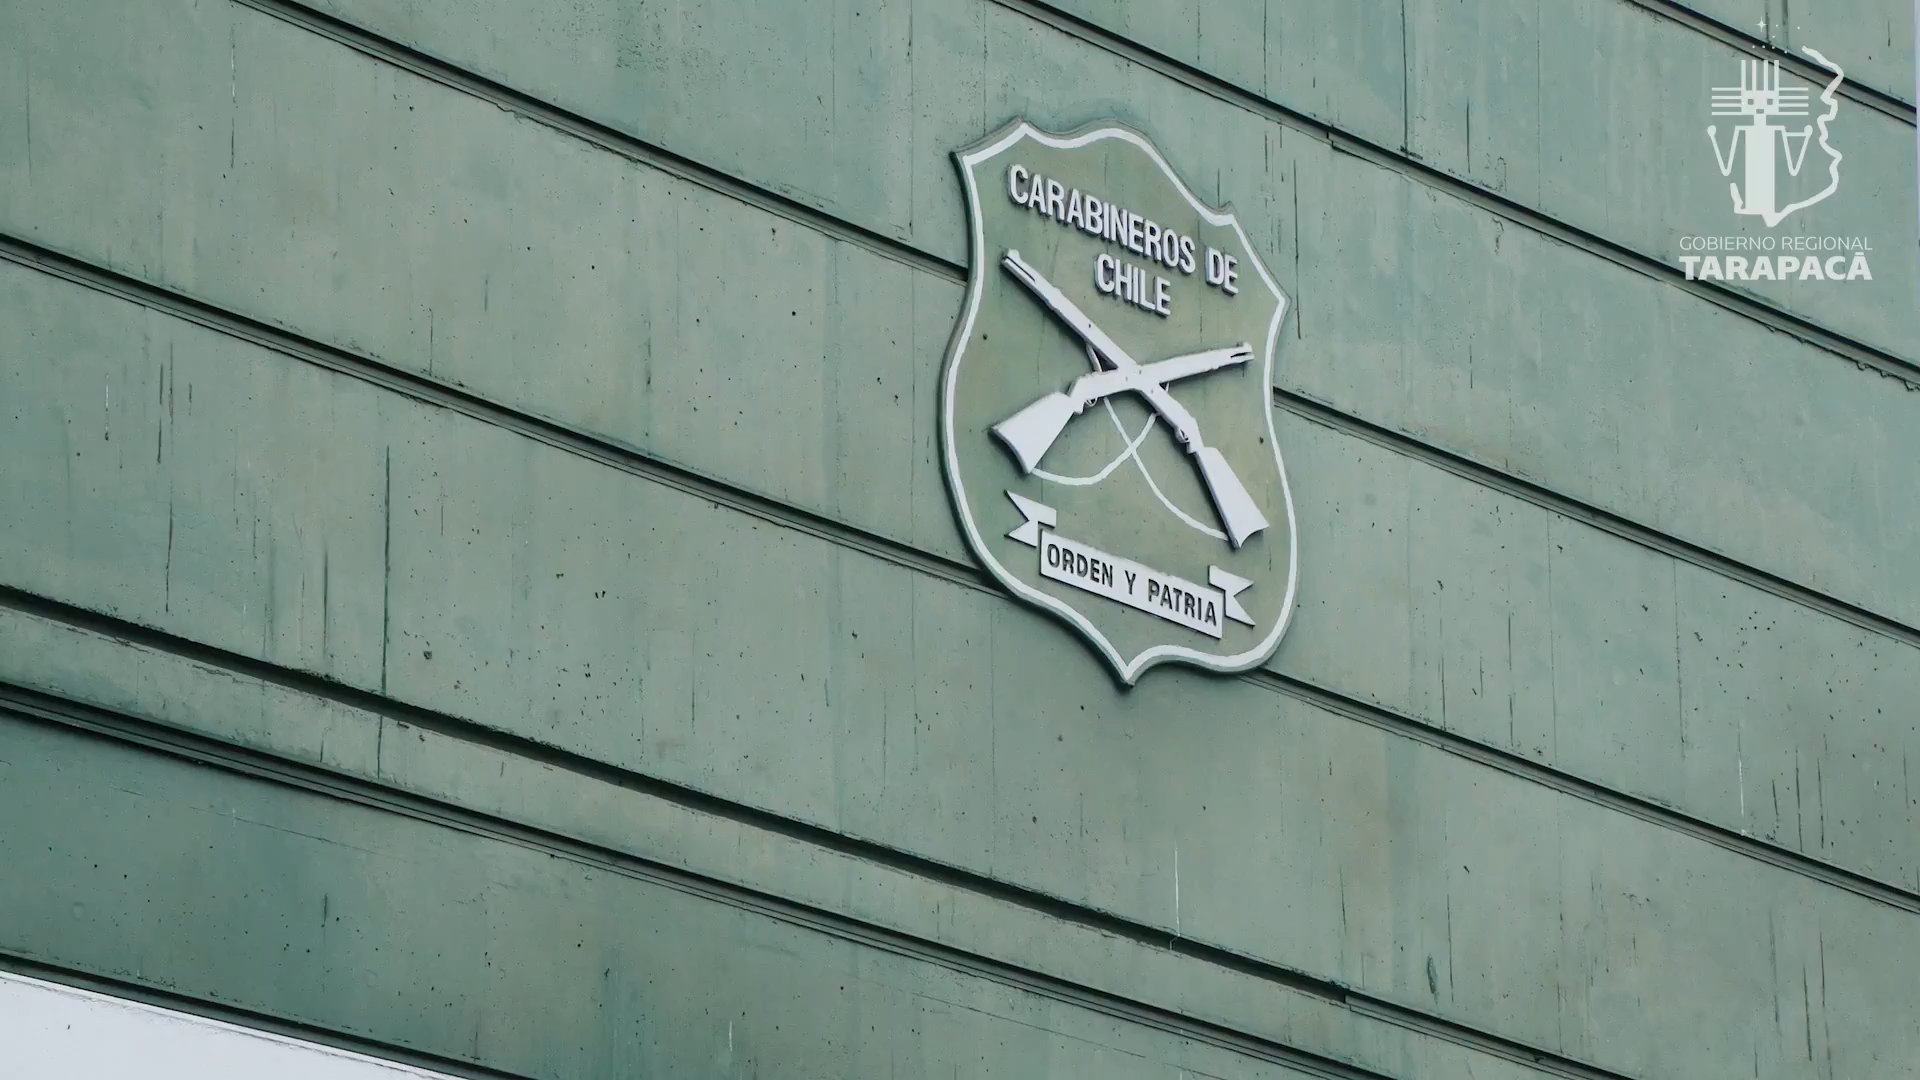 CARABINEROS DE
CHILE
ORDEN Y PATRIA
GOBIERNO REGIONAL
TARAPACÁ